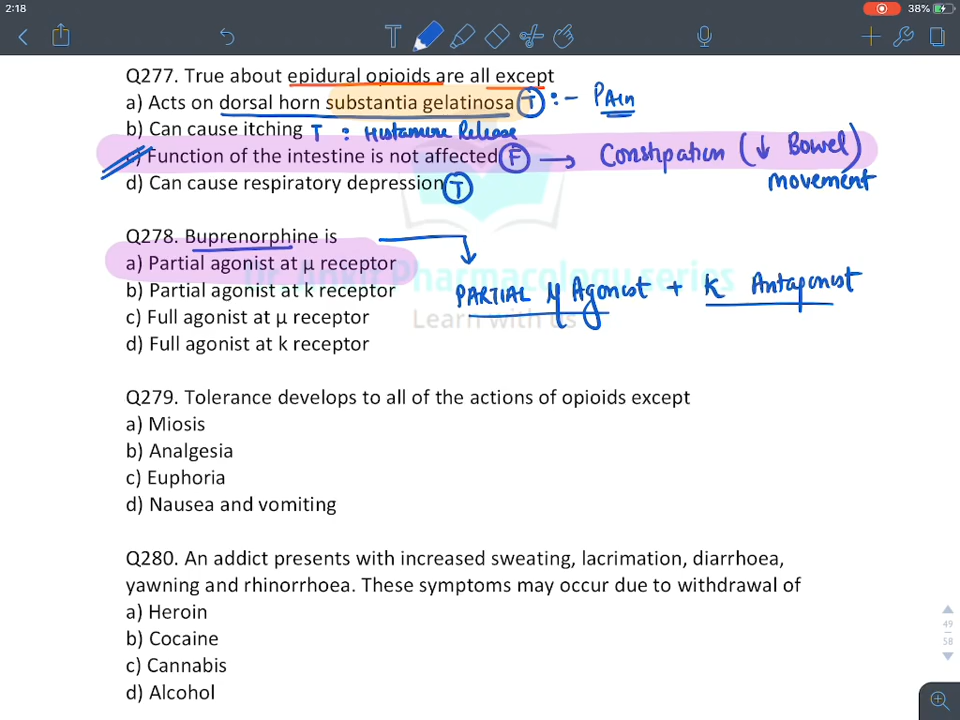 2:18
38%
Q277. True about epidural opioids are all except
a) Acts on dorsal horn substantia gelatinosa T :- PAIN
b) Can cause itching T : Histamine Release
c) Function of the intestine is not affected F → Constipation (↓ Bowel movement)
d) Can cause respiratory depression T
Q278. Buprenorphine is
a) Partial agonist at µ receptor
b) Partial agonist at k receptor
PARTIAL µ Agonist + K Antagonist
c) Full agonist at µ receptor
d) Full agonist at k receptor
Pharmacology series
Learn with us
Q279. Tolerance develops to all of the actions of opioids except
a) Miosis
b) Analgesia
c) Euphoria
d) Nausea and vomiting
Q280. An addict presents with increased sweating, lacrimation, diarrhoea,
yawning and rhinorrhoea. These symptoms may occur due to withdrawal of
a) Heroin
b) Cocaine
c) Cannabis
d) Alcohol
49
58